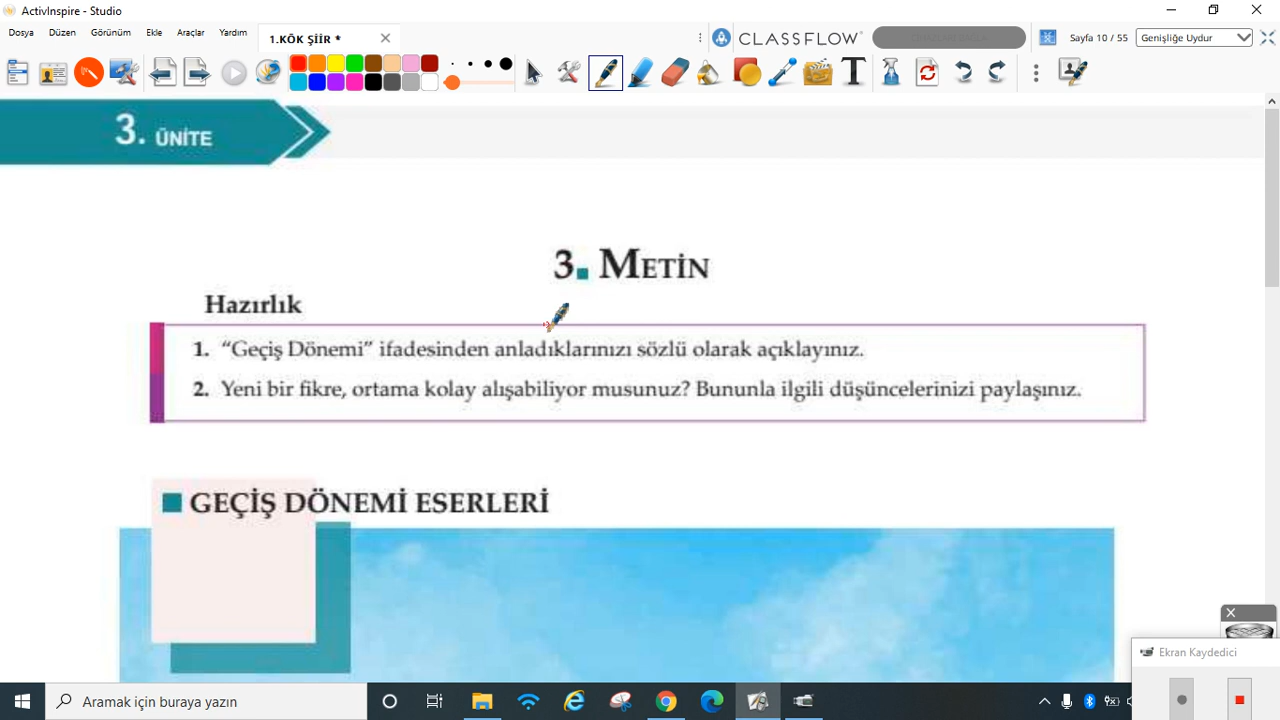 ActivInspire - Studio
Dosya Düzen Görünüm Ekle Araçlar Yardım
1.KÖK ŞİİR *
CLASSFLOW
Sayfa 10 / 55
Genişliğe Uydur
3. ÜNİTE
3. METİN
Hazırlık
1. “Geçiş Dönemi” ifadesinden anladıklarınızı sözlü olarak açıklayınız.
2. Yeni bir fikre, ortama kolay alışabiliyor musunuz? Bununla ilgili düşüncelerinizi paylaşınız.
GEÇİŞ DÖNEMİ ESERLERİ
Ekran Kaydedici
Aramak için buraya yazın